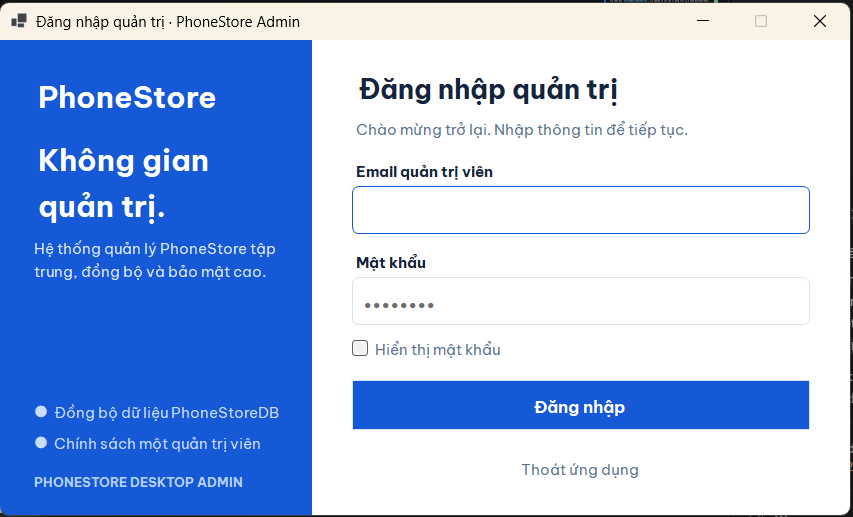 Đăng nhập quản trị · PhoneStore Admin
PhoneStore
Không gian
quản trị.
Hệ thống quản lý PhoneStore tập
trung, đồng bộ và bảo mật cao.
Đồng bộ dữ liệu PhoneStoreDB
Chính sách một quản trị viên
PHONESTORE DESKTOP ADMIN
Đăng nhập quản trị
Chào mừng trở lại. Nhập thông tin để tiếp tục.
Email quản trị viên
Mật khẩu
••••••••
Hiển thị mật khẩu
Đăng nhập
Thoát ứng dụng